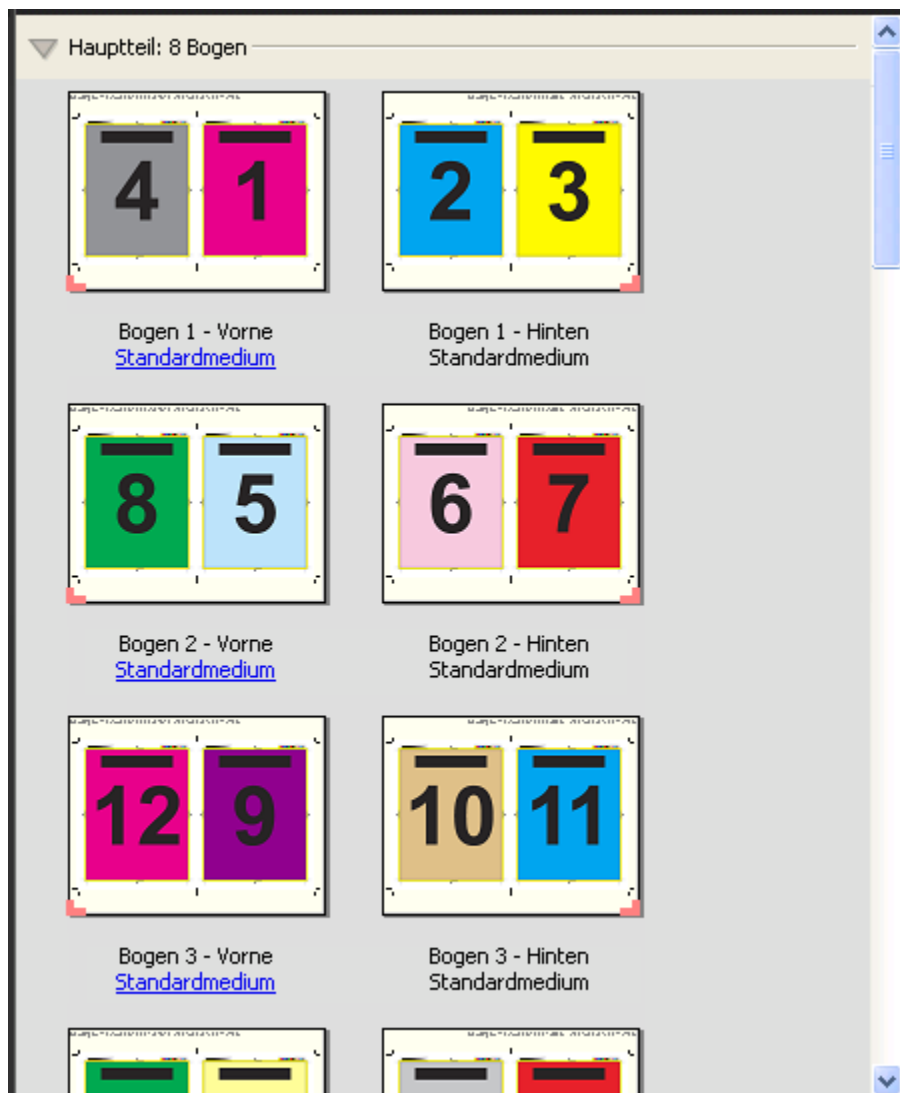 Hauptteil: 8 Bogen
4 1
2 3
Bogen 1 - Vorne
Standardmedium
Bogen 1 - Hinten
Standardmedium
8 5
6 7
Bogen 2 - Vorne
Standardmedium
Bogen 2 - Hinten
Standardmedium
12 9
10 11
Bogen 3 - Vorne
Standardmedium
Bogen 3 - Hinten
Standardmedium